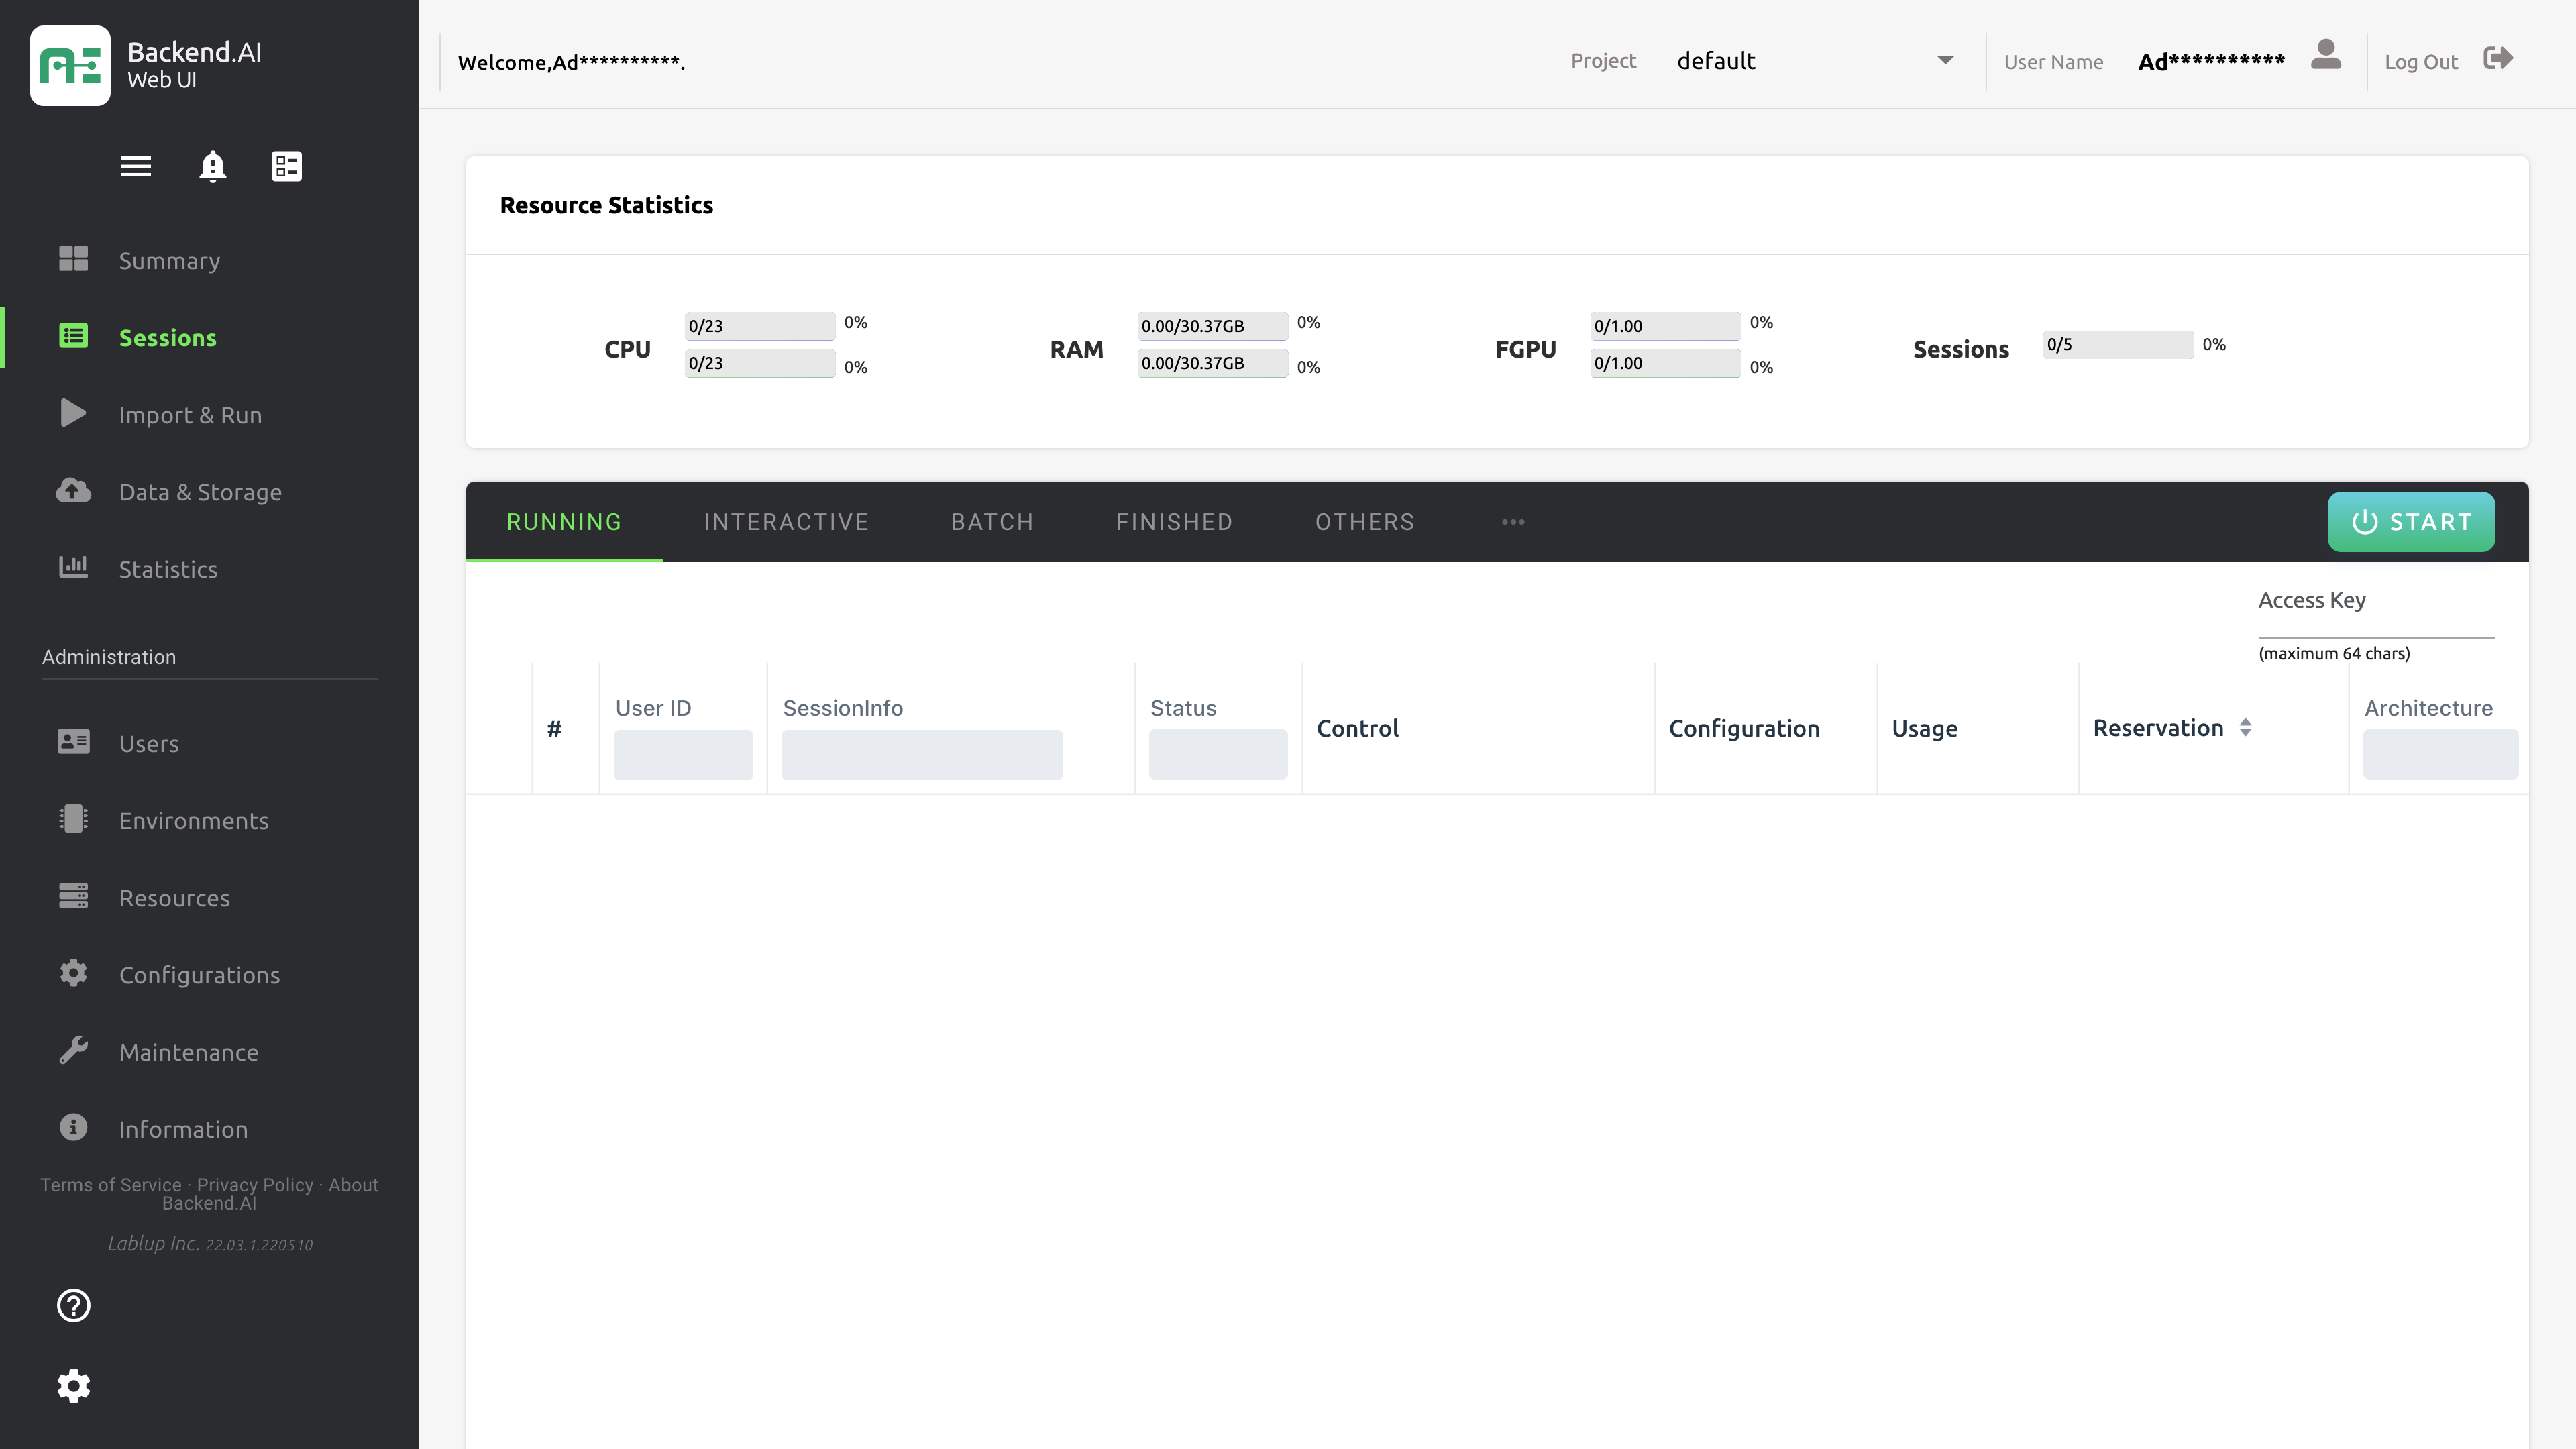 Backend.AI
Web UI
Welcome,Ad**********.
Project default
User Name Ad**********
Log Out
Summary
Sessions
Import & Run
Data & Storage
Statistics
Administration
Users
Environments
Resources
Configurations
Maintenance
Information
Terms of Service · Privacy Policy · About
Backend.AI
Lablup Inc. 22.03.1.220510
Resource Statistics
CPU
0/23 0%
0/23 0%
RAM
0.00/30.37GB 0%
0.00/30.37GB 0%
FGPU
0/1.00 0%
0/1.00 0%
Sessions
0/5 0%
RUNNING INTERACTIVE BATCH FINISHED OTHERS START
Access Key
(maximum 64 chars)
# User ID SessionInfo Status Control Configuration Usage Reservation Architecture